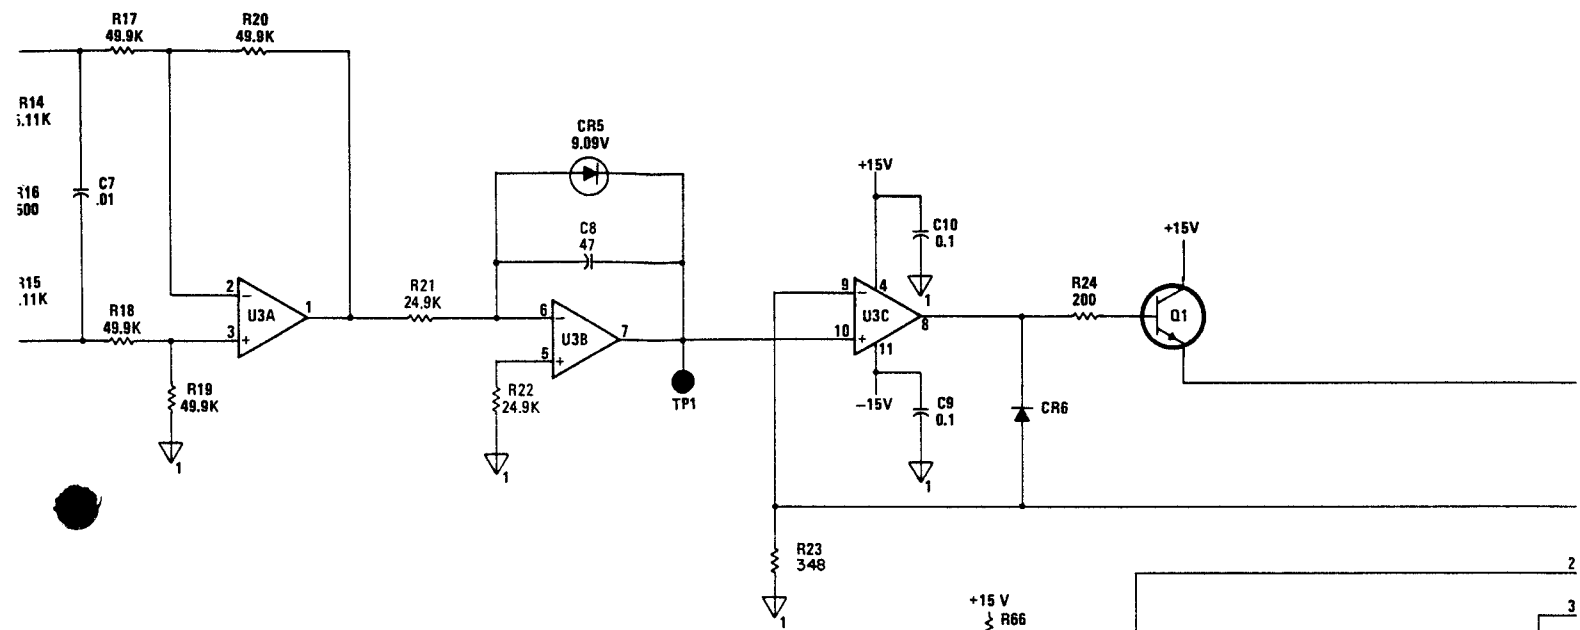 R17
49.9K
R20
49.9K
R14
5.11K
C7
.01
R16
500
R15
.11K
R18
49.9K
2
3
U3A
1
R19
49.9K
1
CR5
9.09V
C8
47
R21
24.9K
6
5
U3B
7
R22
24.9K
1
TP1
+15V
C10
0.1
1
9
10
4
U3C
8
11
-15V
C9
0.1
1
R24
200
+15V
Q1
CR6
R23
348
1
+15 V
R66
2
3